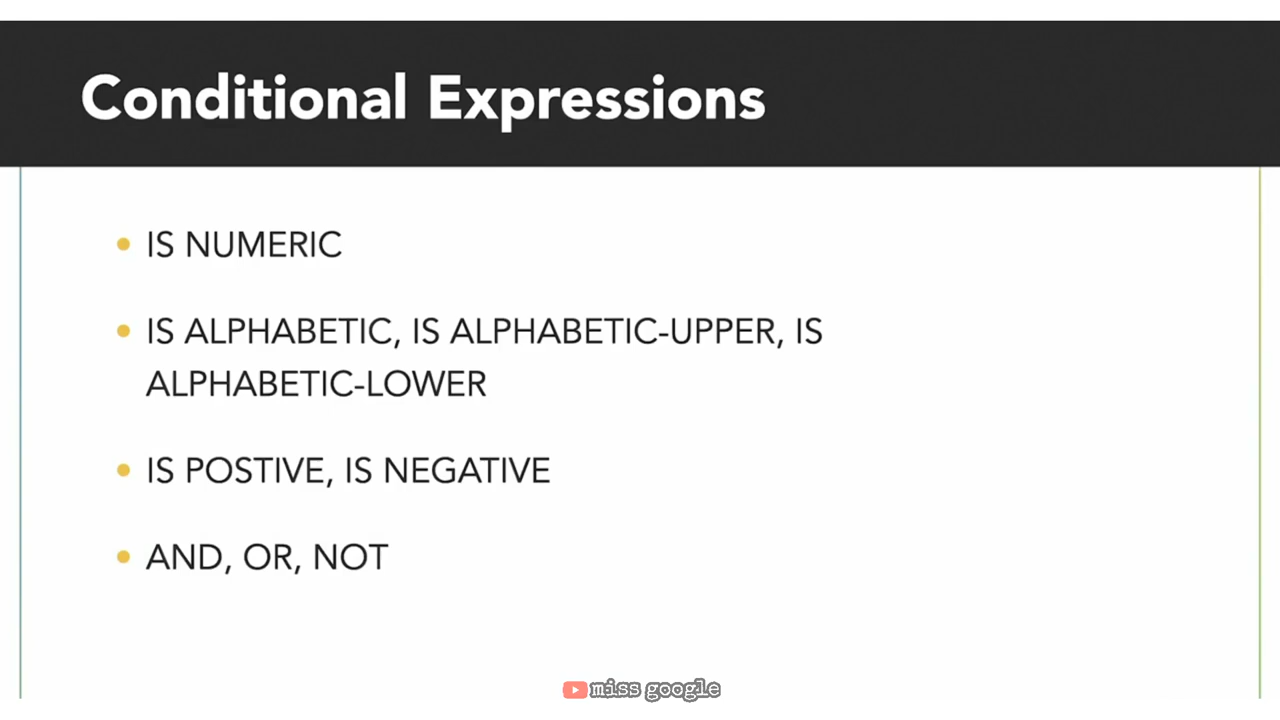 Conditional Expressions
• IS NUMERIC
• IS ALPHABETIC, IS ALPHABETIC-UPPER, IS
ALPHABETIC-LOWER
• IS POSTIVE, IS NEGATIVE
• AND, OR, NOT
miss google